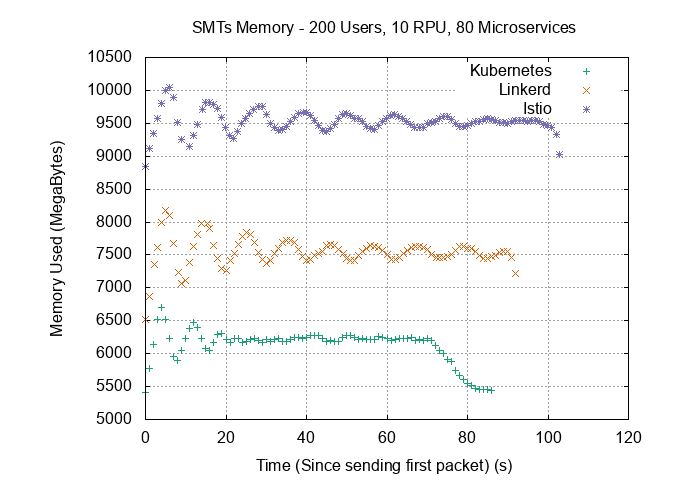 SMTs Memory - 200 Users, 10 RPU, 80 Microservices
10500
10000
9500
9000
8500
8000
7500
7000
6500
6000
5500
5000
Memory Used (MegaBytes)
Kubernetes
Linkerd
Istio
0 20 40 60 80 100 120
Time (Since sending first packet) (s)